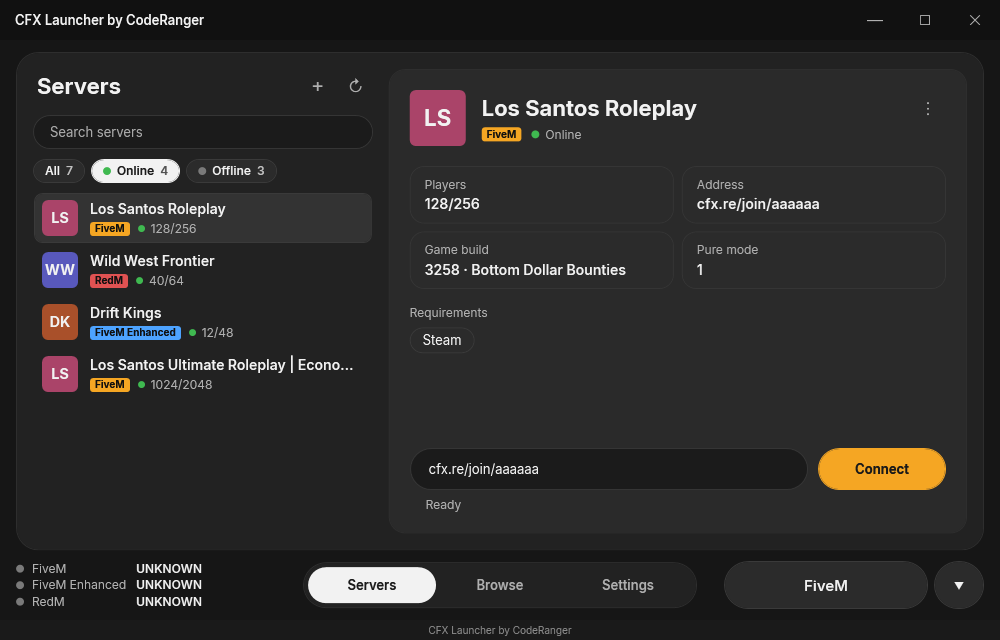 CFX Launcher by CodeRanger
Servers
Search servers
All 7
Online 4
Offline 3
LS
Los Santos Roleplay
FiveM 128/256
WW
Wild West Frontier
RedM 40/64
DK
Drift Kings
FiveM Enhanced 12/48
LS
Los Santos Ultimate Roleplay | Econo...
FiveM 1024/2048
LS
Los Santos Roleplay
FiveM Online
Players
128/256
Address
cfx.re/join/aaaaaa
Game build
3258 · Bottom Dollar Bounties
Pure mode
1
Requirements
Steam
cfx.re/join/aaaaaa
Connect
Ready
FiveM UNKNOWN
FiveM Enhanced UNKNOWN
RedM UNKNOWN
Servers
Browse
Settings
FiveM
CFX Launcher by CodeRanger